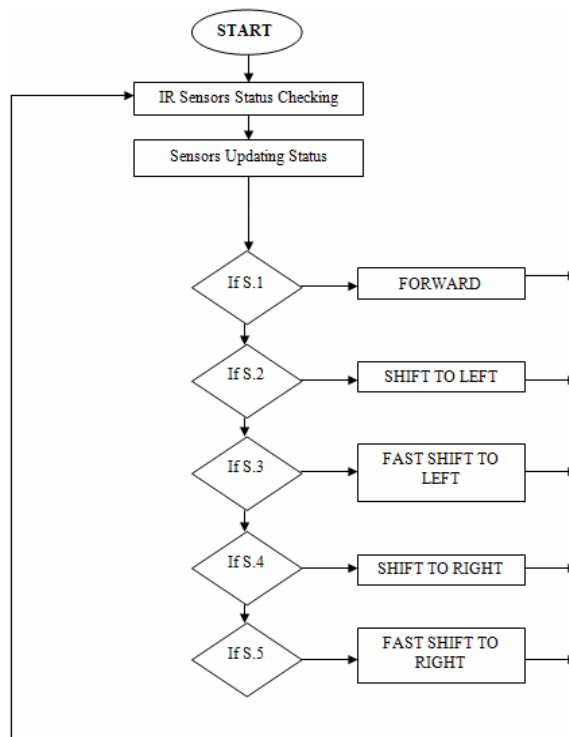 START
IR Sensors Status Checking
Sensors Updating Status
If S.1
FORWARD
If S.2
SHIFT TO LEFT
If S.3
FAST SHIFT TO
LEFT
If S.4
SHIFT TO RIGHT
If S.5
FAST SHIFT TO
RIGHT